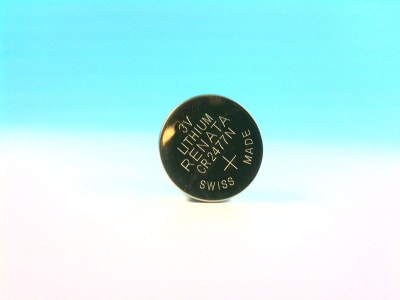 3V
LITHIUM
RENATA
CR2477N
+
SWISS MADE